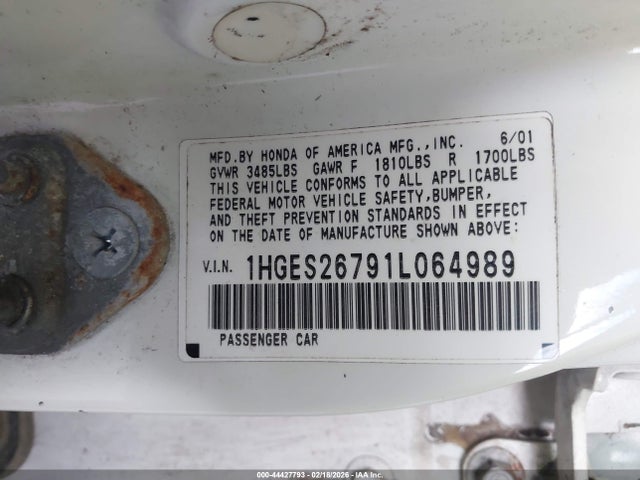 MFD.BY HONDA OF AMERICA MFG.,INC. 6/01
GVWR 3485LBS GAWR F 1810LBS R 1700LBS
THIS VEHICLE CONFORMS TO ALL APPLICABLE
FEDERAL MOTOR VEHICLE SAFETY,BUMPER,
AND THEFT PREVENTION STANDARDS IN EFFECT
ON THE DATE OF MANUFACTURE SHOWN ABOVE:
V.I.N. 1HGES26791L064989
PASSENGER CAR
000-44427793 - 02/18/2026 - IAA Inc.